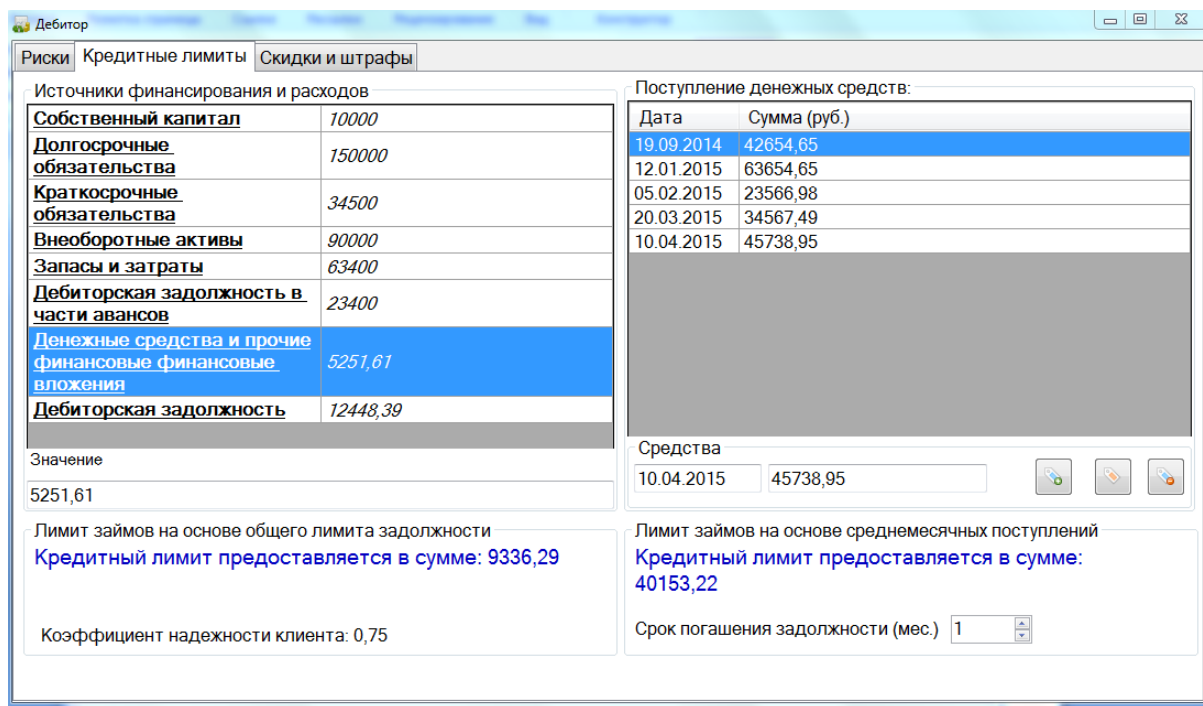 Дебитор
Риски Кредитные лимиты Скидки и штрафы
Источники финансирования и расходов
Собственный капитал 10000
Долгосрочные
обязательства 150000
Краткосрочные
обязательства 34500
Внеоборотные активы 90000
Запасы и затраты 63400
Дебиторская задолжность в
части авансов 23400
Денежные средства и прочие
финансовые финансовые
вложения 5251,61
Дебиторская задолжность 12448,39
Значение
5251,61
Поступление денежных средств:
Дата Сумма (руб.)
19.09.2014 42654,65
12.01.2015 63654,65
05.02.2015 23566,98
20.03.2015 34567,49
10.04.2015 45738,95
Средства
10.04.2015 45738,95
Лимит займов на основе общего лимита задолжности
Кредитный лимит предоставляется в сумме: 9336,29
Коэффициент надежности клиента: 0,75
Лимит займов на основе среднемесячных поступлений
Кредитный лимит предоставляется в сумме:
40153,22
Срок погашения задолжности (мес.) 1